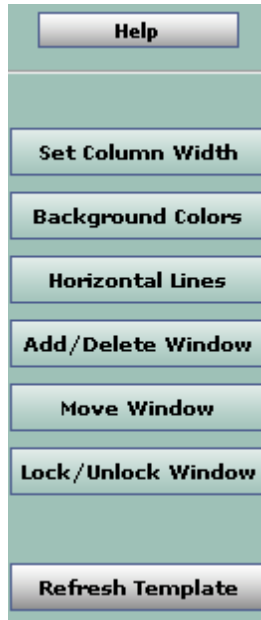 Help
Set Column Width
Background Colors
Horizontal Lines
Add/Delete Window
Move Window
Lock/Unlock Window
Refresh Template